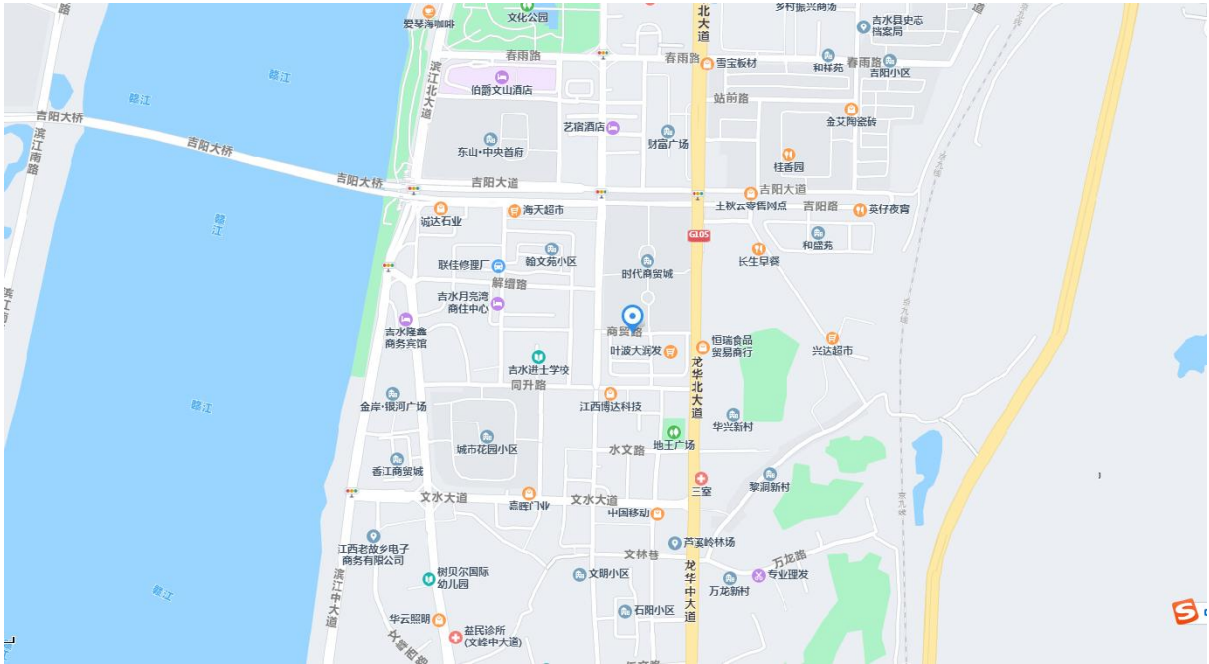 爱琴海咖啡
文化公园
北大道
乡村振兴商场
吉水县史志
档案局
大道
春雨路
春雨路
雪宝板材
和祥苑
春雨路
吉阳小区
滨江北大道
伯爵文山酒店
站前路
赣江
赣江
吉阳大桥
滨江南路
吉阳大桥
艺宿酒店
财富广场
金艾陶瓷砖
东山·中央首府
桂香园
吉阳大桥
吉阳大道
吉阳大道
吉阳路
诚达石业
海天超市
英仔夜宵
赣江
G105
和盛苑
翰文苑小区
时代商贸城
长生早餐
联佳修理厂
解缙路
吉水月亮湾
商住中心
商贸路
吉水隆鑫
商务宾馆
叶波大润发
恒瑞食品
贸易商行
兴达超市
吉水进士学校
同升路
龙华北大道
赣江
金岸·银河广场
江西博达科技
华兴新村
地王广场
城市花园小区
水文路
香江商贸城
三室
黎洞新村
文水大道
嘉晖门业
文水大道
中国移动
江西老故乡电子
商务有限公司
芦溪岭林场
文林巷
万龙路
树贝尔国际
幼儿园
文明小区
专业理发
万龙新村
赣江
滨江中大道
龙华中大道
华云照明
石阳小区
益民诊所
(文峰中大道)